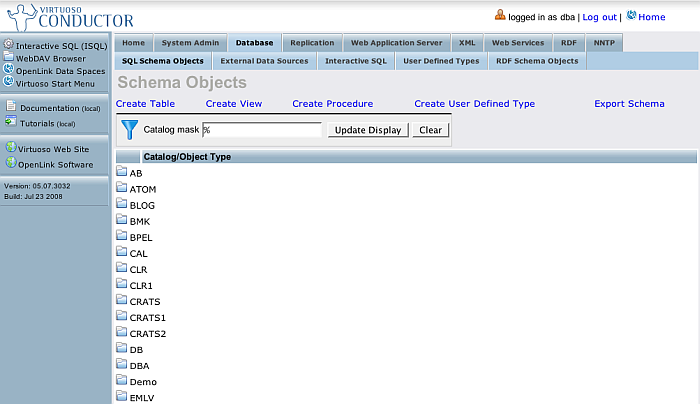 VIRTUOSO
CONDUCTOR
logged in as dba | Log out | Home
Interactive SQL (ISQL)
WebDAV Browser
OpenLink Data Spaces
Virtuoso Start Menu
Documentation (local)
Tutorials (local)
Virtuoso Web Site
OpenLink Software
Version: 05.07.3032
Build: Jul 23 2008
Home System Admin Database Replication Web Application Server XML Web Services RDF NNTP
SQL Schema Objects External Data Sources Interactive SQL User Defined Types RDF Schema Objects
Schema Objects
Create Table Create View Create Procedure Create User Defined Type Export Schema
Catalog mask % Update Display Clear
Catalog/Object Type
AB
ATOM
BLOG
BMK
BPEL
CAL
CLR
CLR1
CRATS
CRATS1
CRATS2
DB
DBA
Demo
EMLV